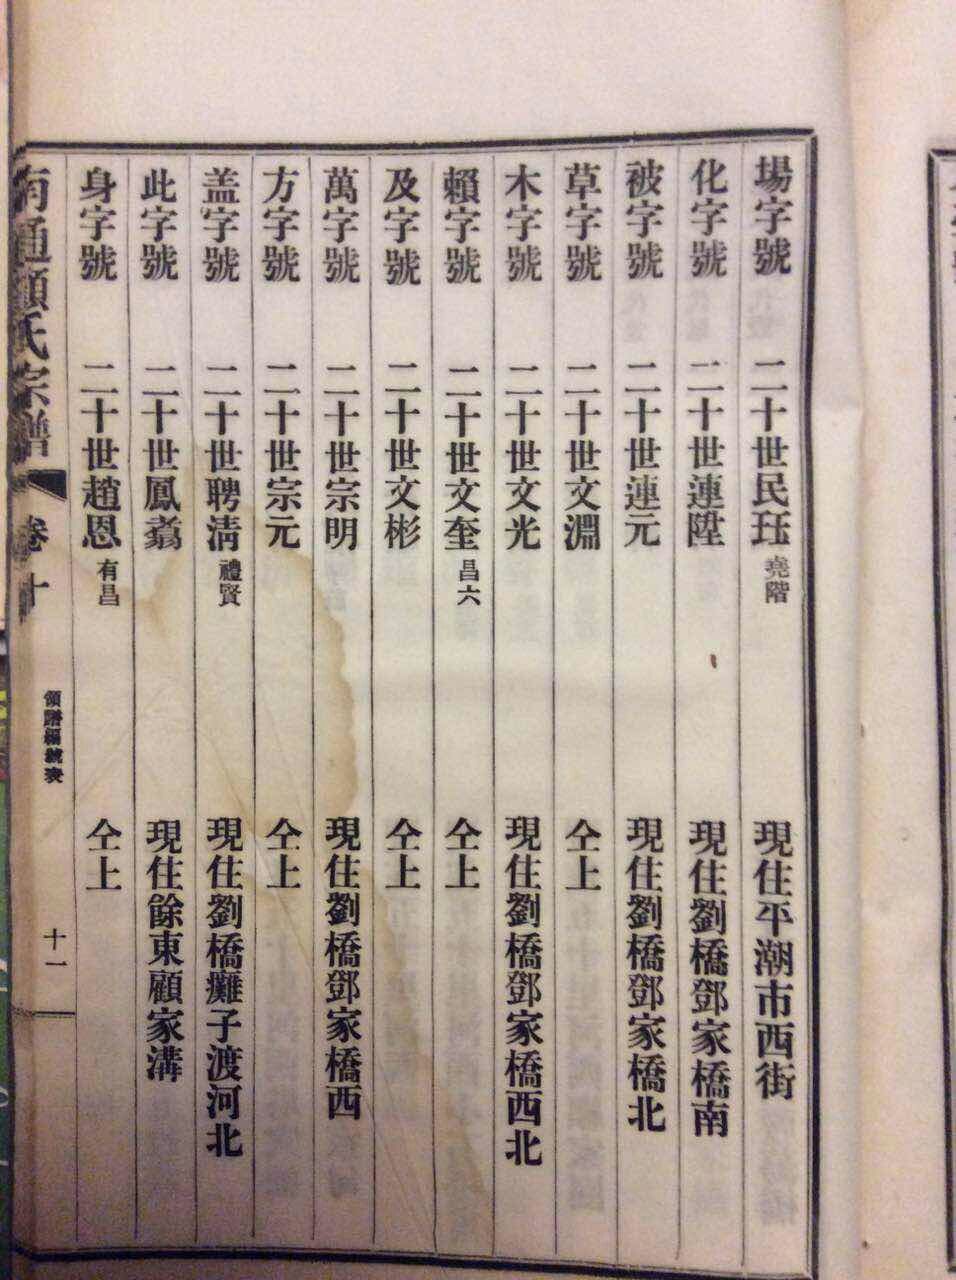 場字號 二十世民珏 堯階 現住平潮市西街
化字號 二十世連陞 現住劉橋鄧家橋南
被字號 二十世連元 現住劉橋鄧家橋北
草字號 二十世文淵 仝上
木字號 二十世文光 現住劉橋鄧家橋西北
賴字號 二十世文奎 昌六 仝上
及字號 二十世文彬 仝上
萬字號 二十世宗明 現住劉橋鄧家橋西
方字號 二十世宗元 仝上
盖字號 二十世聘清 禮賢 現住劉橋癱子渡河北
此字號 二十世鳳翥 現住餘東顧家溝
身字號 二十世趙恩 有昌 仝上
南通顧氏宗譜 卷十 領譜編號表 十一